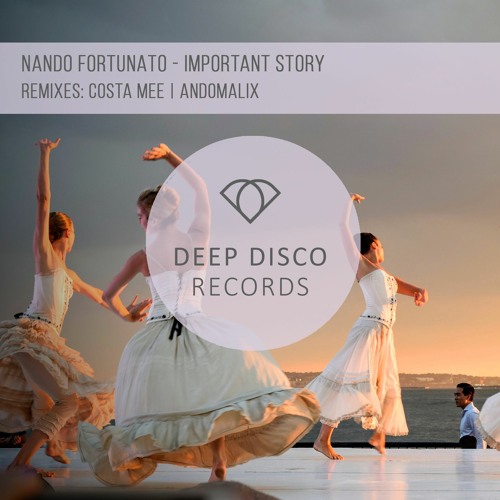 NANDO FORTUNATO - IMPORTANT STORY
REMIXES: COSTA MEE | ANDOMALIX
DEEP DISCO
RECORDS